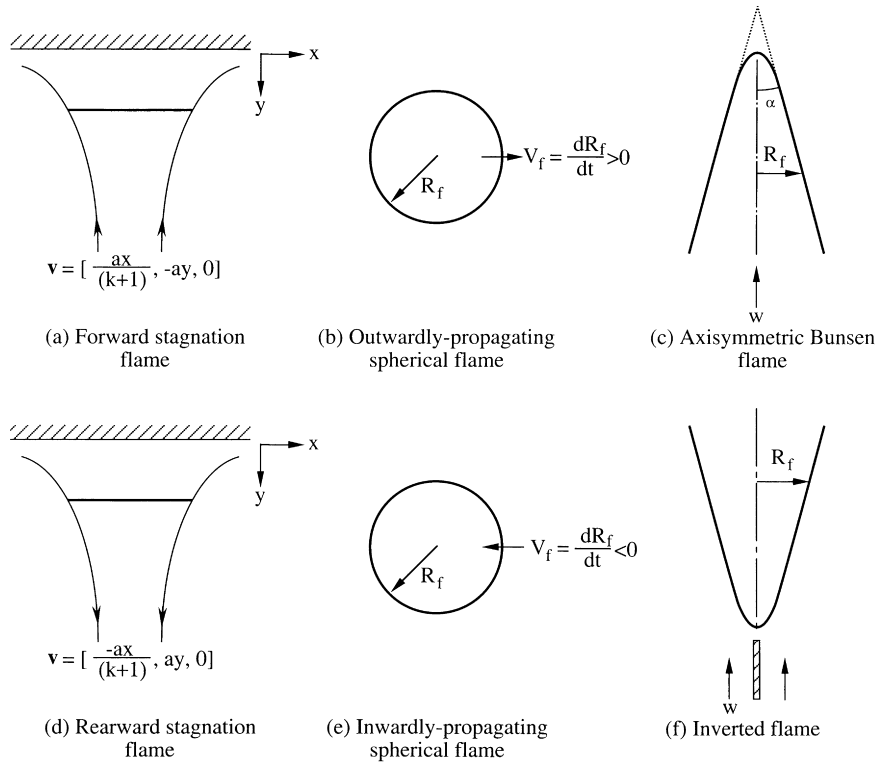 x
y
v = [ ax/(k+1), -ay, 0]
(a) Forward stagnation
flame
R_f
V_f = dR_f/dt >0
(b) Outwardly-propagating
spherical flame
α
R_f
w
(c) Axisymmetric Bunsen
flame
x
y
v = [ -ax/(k+1), ay, 0]
(d) Rearward stagnation
flame
R_f
V_f = dR_f/dt <0
(e) Inwardly-propagating
spherical flame
R_f
w
(f) Inverted flame